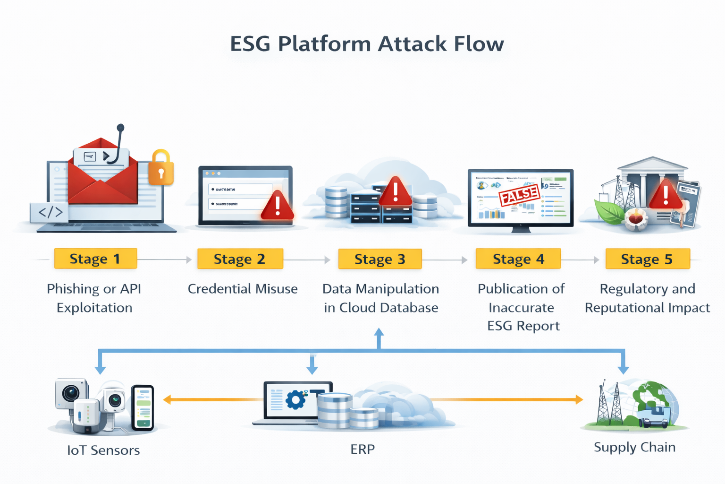 ESG Platform Attack Flow
</>
FALSE
Stage 1
Stage 2
Stage 3
Stage 4
Stage 5
Phishing or API
Exploitation
Credential Misuse
Data Manipulation
in Cloud Database
Publication of
Inaccurate
ESG Report
Regulatory and
Reputational Impact
IoT Sensors
ERP
Supply Chain